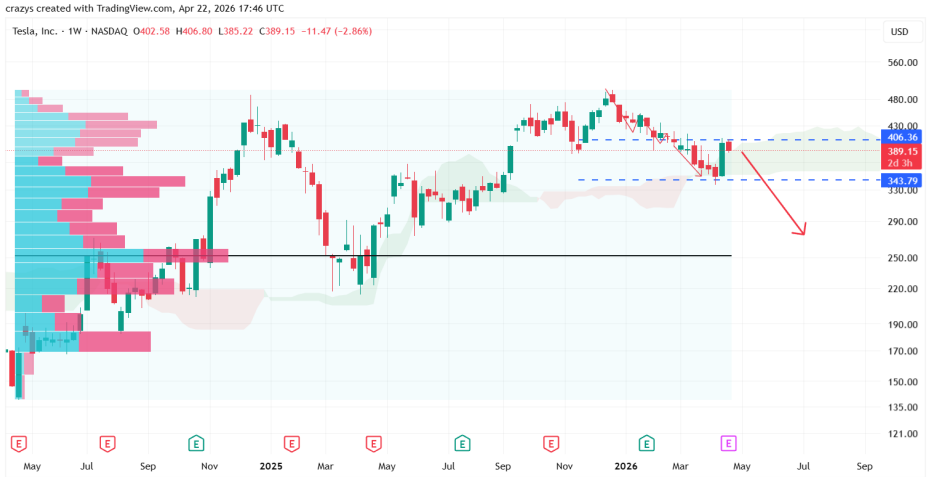 crazys created with TradingView.com, Apr 22, 2026 17:46 UTC
Tesla, Inc. · 1W · NASDAQ O402.58 H406.80 L385.22 C389.15 −11.47 (−2.86%)
USD
560.00
480.00
430.00
406.36
389.15
2d 3h
343.79
330.00
290.00
250.00
220.00
190.00
170.00
150.00
135.00
121.00
E E E E E E E E E
May Jul Sep Nov 2025 Mar May Jul Sep Nov 2026 Mar May Jul Sep